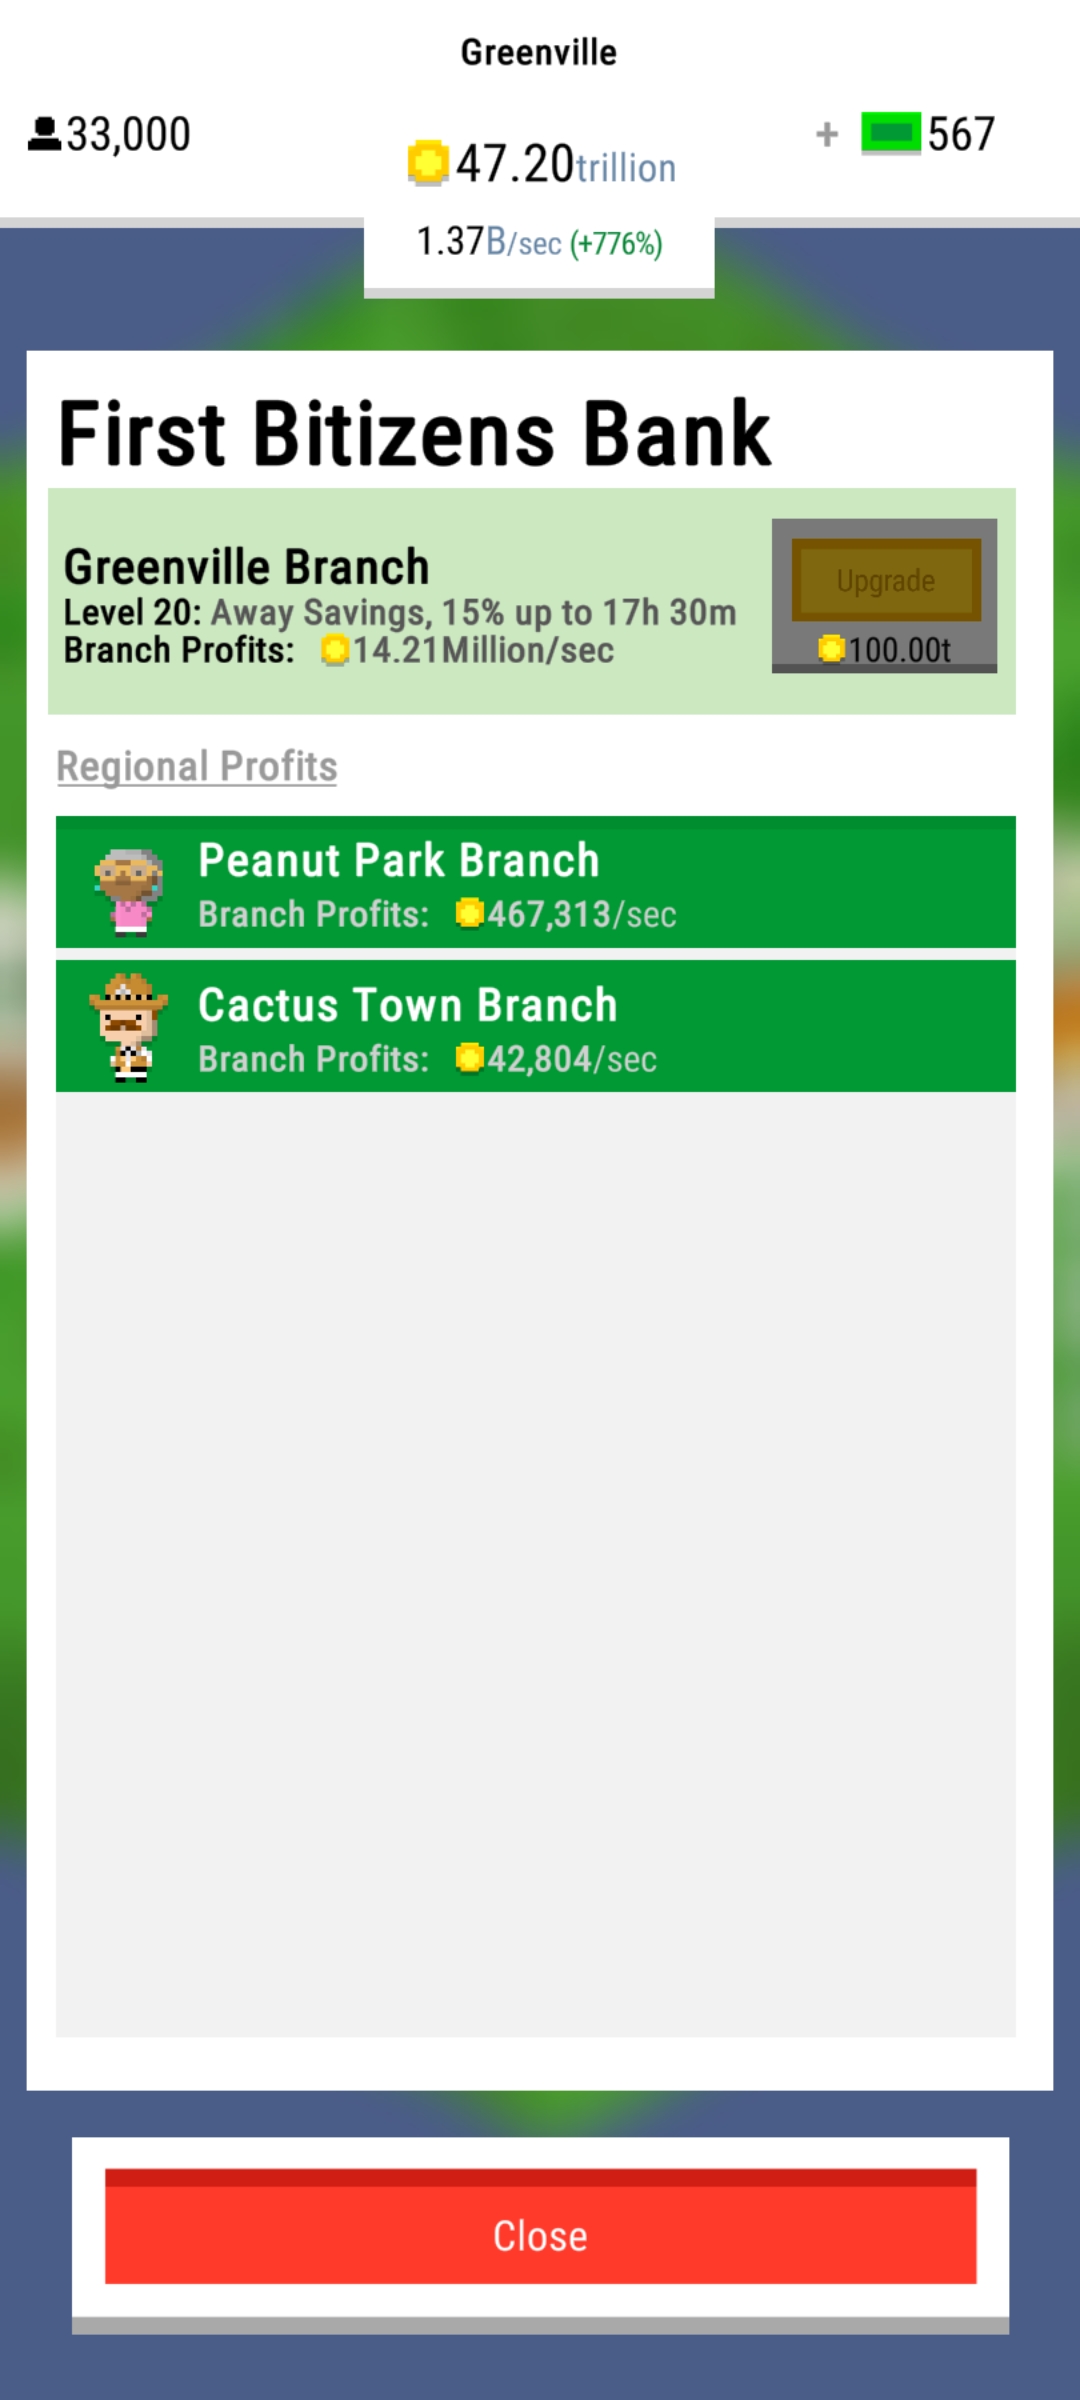 Greenville
33,000
47.20trillion
+ 567
1.37B/sec (+776%)
First Bitizens Bank
Greenville Branch
Level 20: Away Savings, 15% up to 17h 30m
Branch Profits: 14.21Million/sec
Upgrade
100.00t
Regional Profits
Peanut Park Branch
Branch Profits: 467,313/sec
Cactus Town Branch
Branch Profits: 42,804/sec
Close